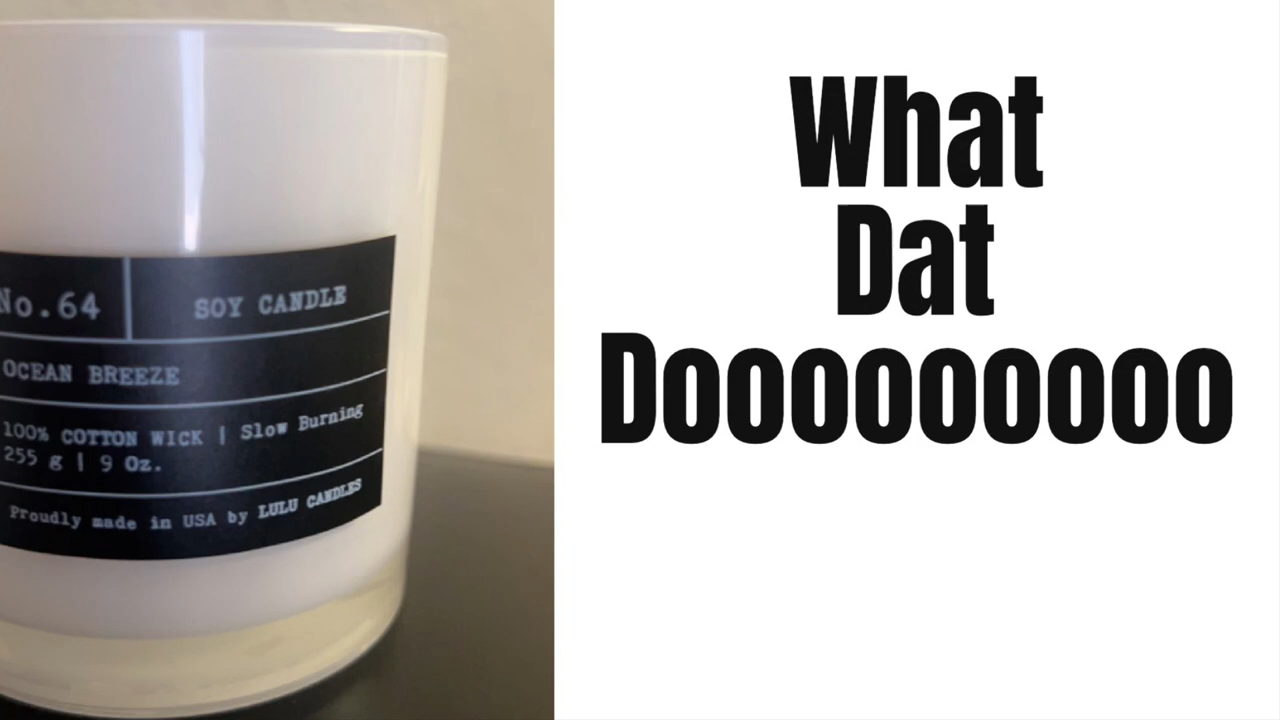 No.64
SOY CANDLE
OCEAN BREEZE
100% COTTON WICK | Slow Burning
255 g | 9 Oz.
Proudly made in USA by LULU CANDLES
What
Dat
Dooooooooo